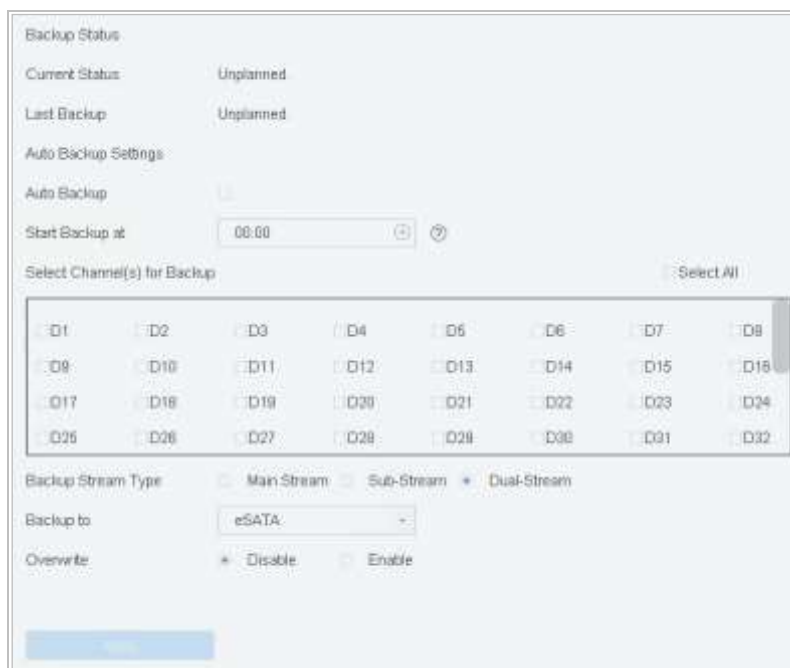 Backup Status
Current Status Unplanned
Last Backup Unplanned
Auto Backup Settings
Auto Backup
Start Backup at 00:00
Select Channel(s) for Backup Select All
D1 D2 D3 D4 D5 D6 D7 D8
D9 D10 D11 D12 D13 D14 D15 D16
D17 D18 D19 D20 D21 D22 D23 D24
D25 D26 D27 D28 D29 D30 D31 D32
Backup Stream Type Main Stream Sub-Stream Dual-Stream
Backup to eSATA
Overwrite Disable Enable